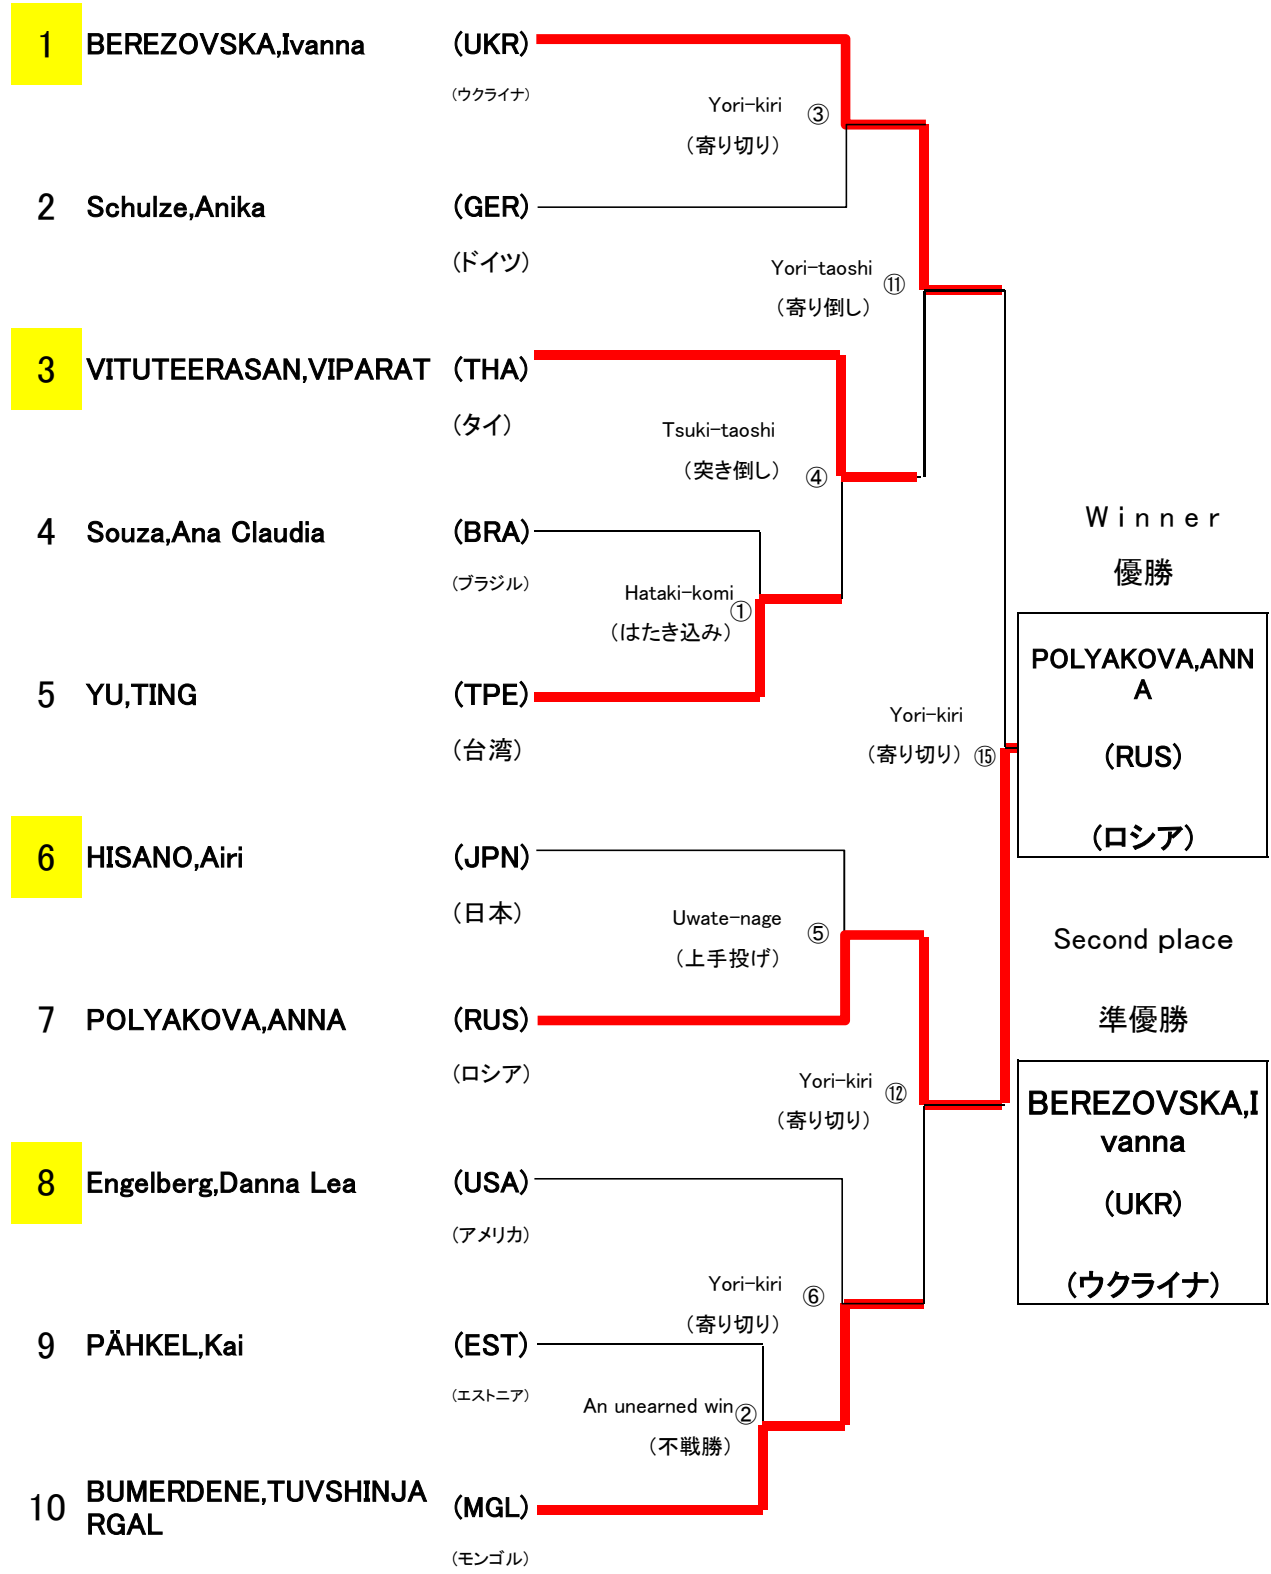 1 BEREZOVSKA,Ivanna (UKR)
(ウクライナ)
Yori-kiri ③
(寄り切り)
2 Schulze,Anika (GER)
(ドイツ)
Yori-taoshi ⑪
(寄り倒し)
3 VITUTEERASAN,VIPARAT (THA)
(タイ)
Tsuki-taoshi
(突き倒し) ④
4 Souza,Ana Claudia (BRA)
(ブラジル)
Hataki-komi ①
(はたき込み)
5 YU,TING (TPE)
(台湾)
Yori-kiri
(寄り切り) ⑮
6 HISANO,Airi (JPN)
(日本)
Uwate-nage ⑤
(上手投げ)
7 POLYAKOVA,ANNA (RUS)
(ロシア)
Yori-kiri ⑫
(寄り切り)
8 Engelberg,Danna Lea (USA)
(アメリカ)
Yori-kiri ⑥
(寄り切り)
9 PÄHKEL,Kai (EST)
(エストニア)
An unearned win ②
(不戦勝)
10 BUMERDENE,TUVSHINJA
RGAL (MGL)
(モンゴル)
Winner
優勝
POLYAKOVA,ANN
A
(RUS)
(ロシア)
Second place
準優勝
BEREZOVSKA,I
vanna
(UKR)
(ウクライナ)